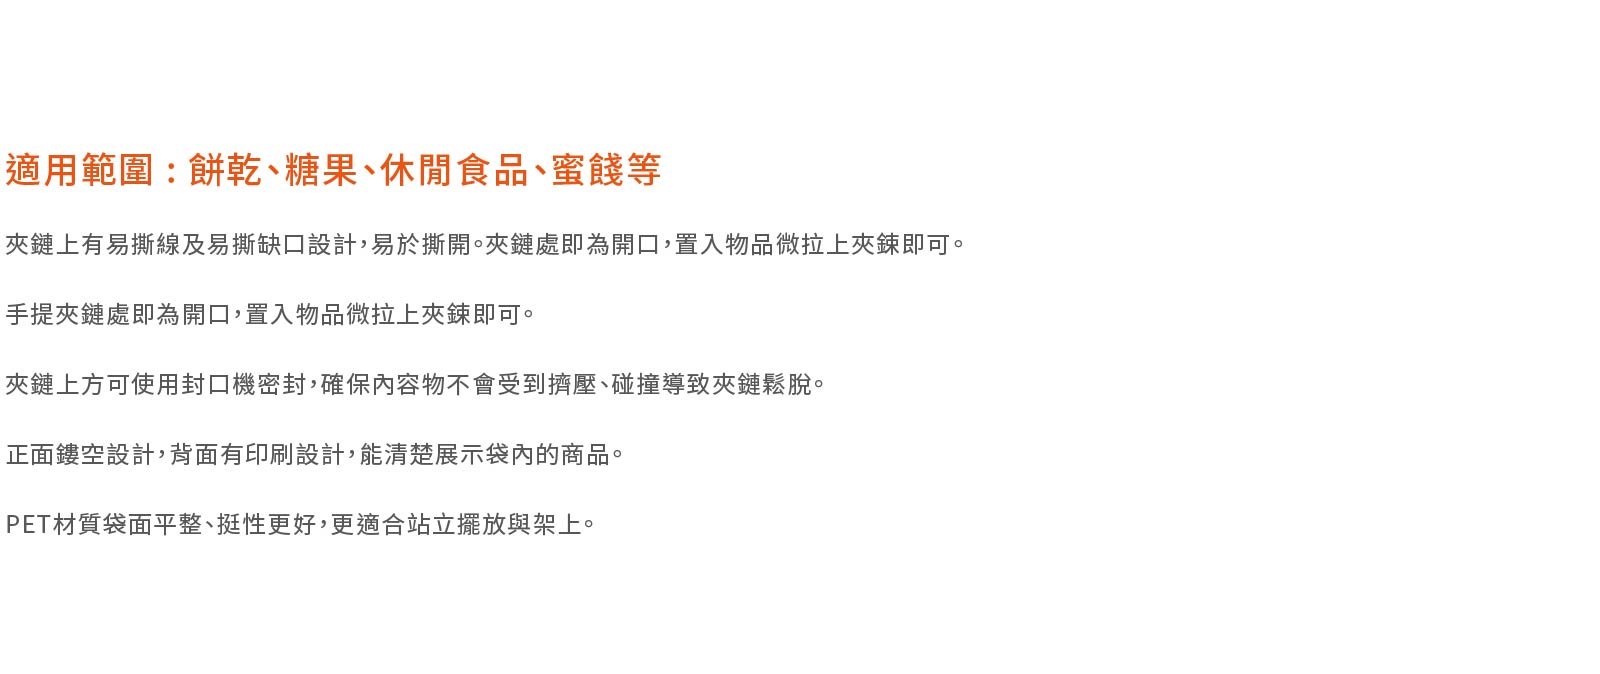 適用範圍 : 餅乾、糖果、休閒食品、蜜餞等
夾鏈上有易撕線及易撕缺口設計，易於撕開。夾鏈處即為開口，置入物品微拉上夾鍊即可。
手提夾鏈處即為開口，置入物品微拉上夾鍊即可。
夾鏈上方可使用封口機密封，確保內容物不會受到擠壓、碰撞導致夾鏈鬆脫。
正面鏤空設計，背面有印刷設計，能清楚展示袋內的商品。
PET材質袋面平整、挺性更好，更適合站立擺放與架上。